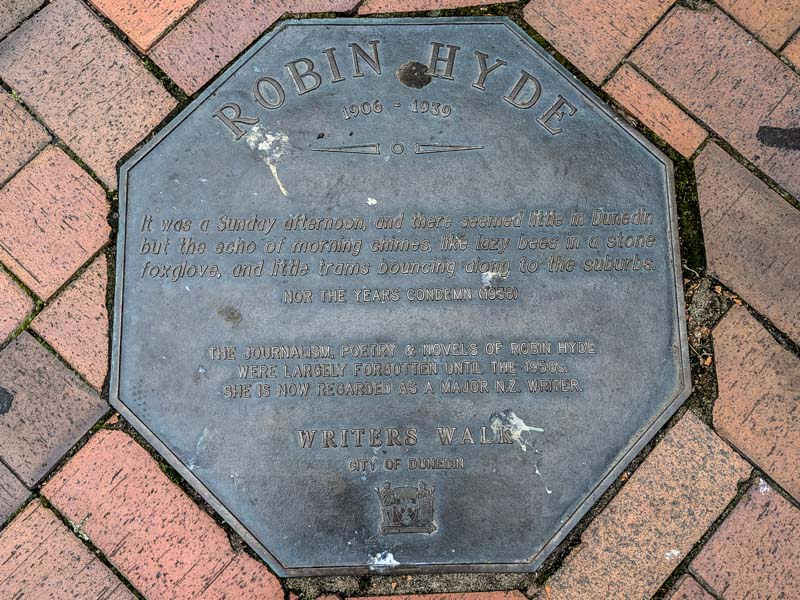 ROBIN HYDE
1906 - 1939
It was a Sunday afternoon, and there seemed little in Dunedin
but the echo of morning chimes, like lazy bees in a stone
foxglove, and little trams bouncing along to the suburbs.
NOR THE YEARS CONDEMN (1938)
THE JOURNALISM, POETRY & NOVELS OF ROBIN HYDE
WERE LARGELY FORGOTTEN UNTIL THE 1950s.
SHE IS NOW REGARDED AS A MAJOR N.Z. WRITER.
WRITERS WALK
CITY OF DUNEDIN